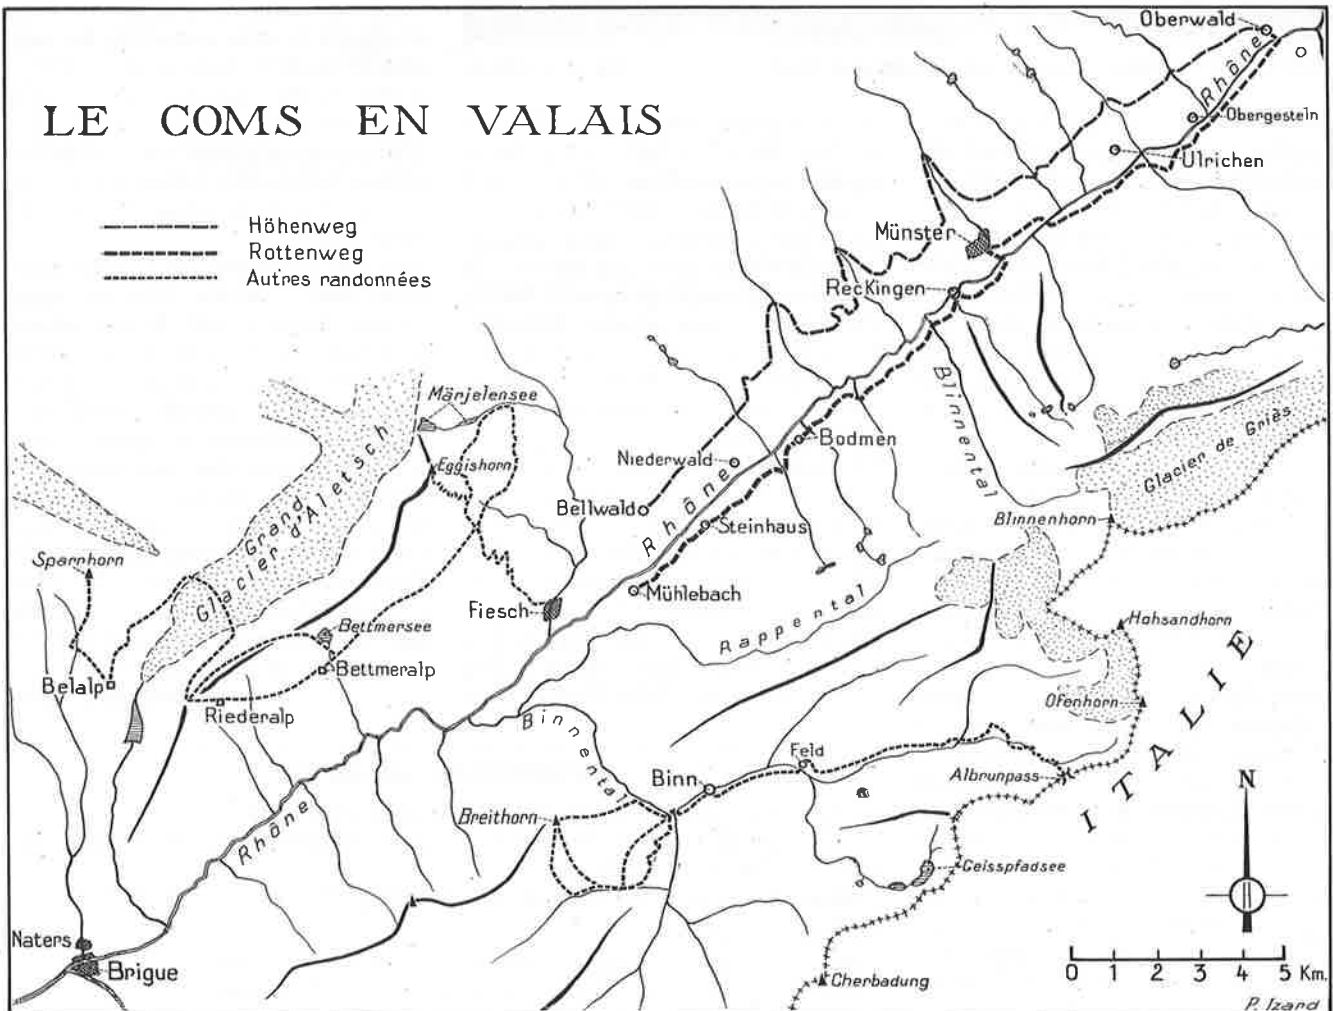 LE COMS EN VALAIS
Höhenweg
Rottenweg
Autres randonnées
Oberwald
Rhône
Obergesteln
Ulrichen
Münster
Reckingen
Blinnental
Märjelensee
Eggishorn
Grand
Glacier d'Aletsch
Niederwald
Bodmen
Glacier de Griès
Bellwald
Rhône
Steinhaus
Blinnenhorn
Sparrhorn
Fiesch
Mühlebach
Rappental
Hohsandhorn
Bettmersee
Bettmeralp
Belalp
Riederalp
Ofenhorn
ITALIE
Binnental
Feld
Binn
Albrunpass
N
Rhône
Breithorn
Geisspfadsee
Naters
Brigue
Cherbadung
0 1 2 3 4 5 Km.
P. Izard